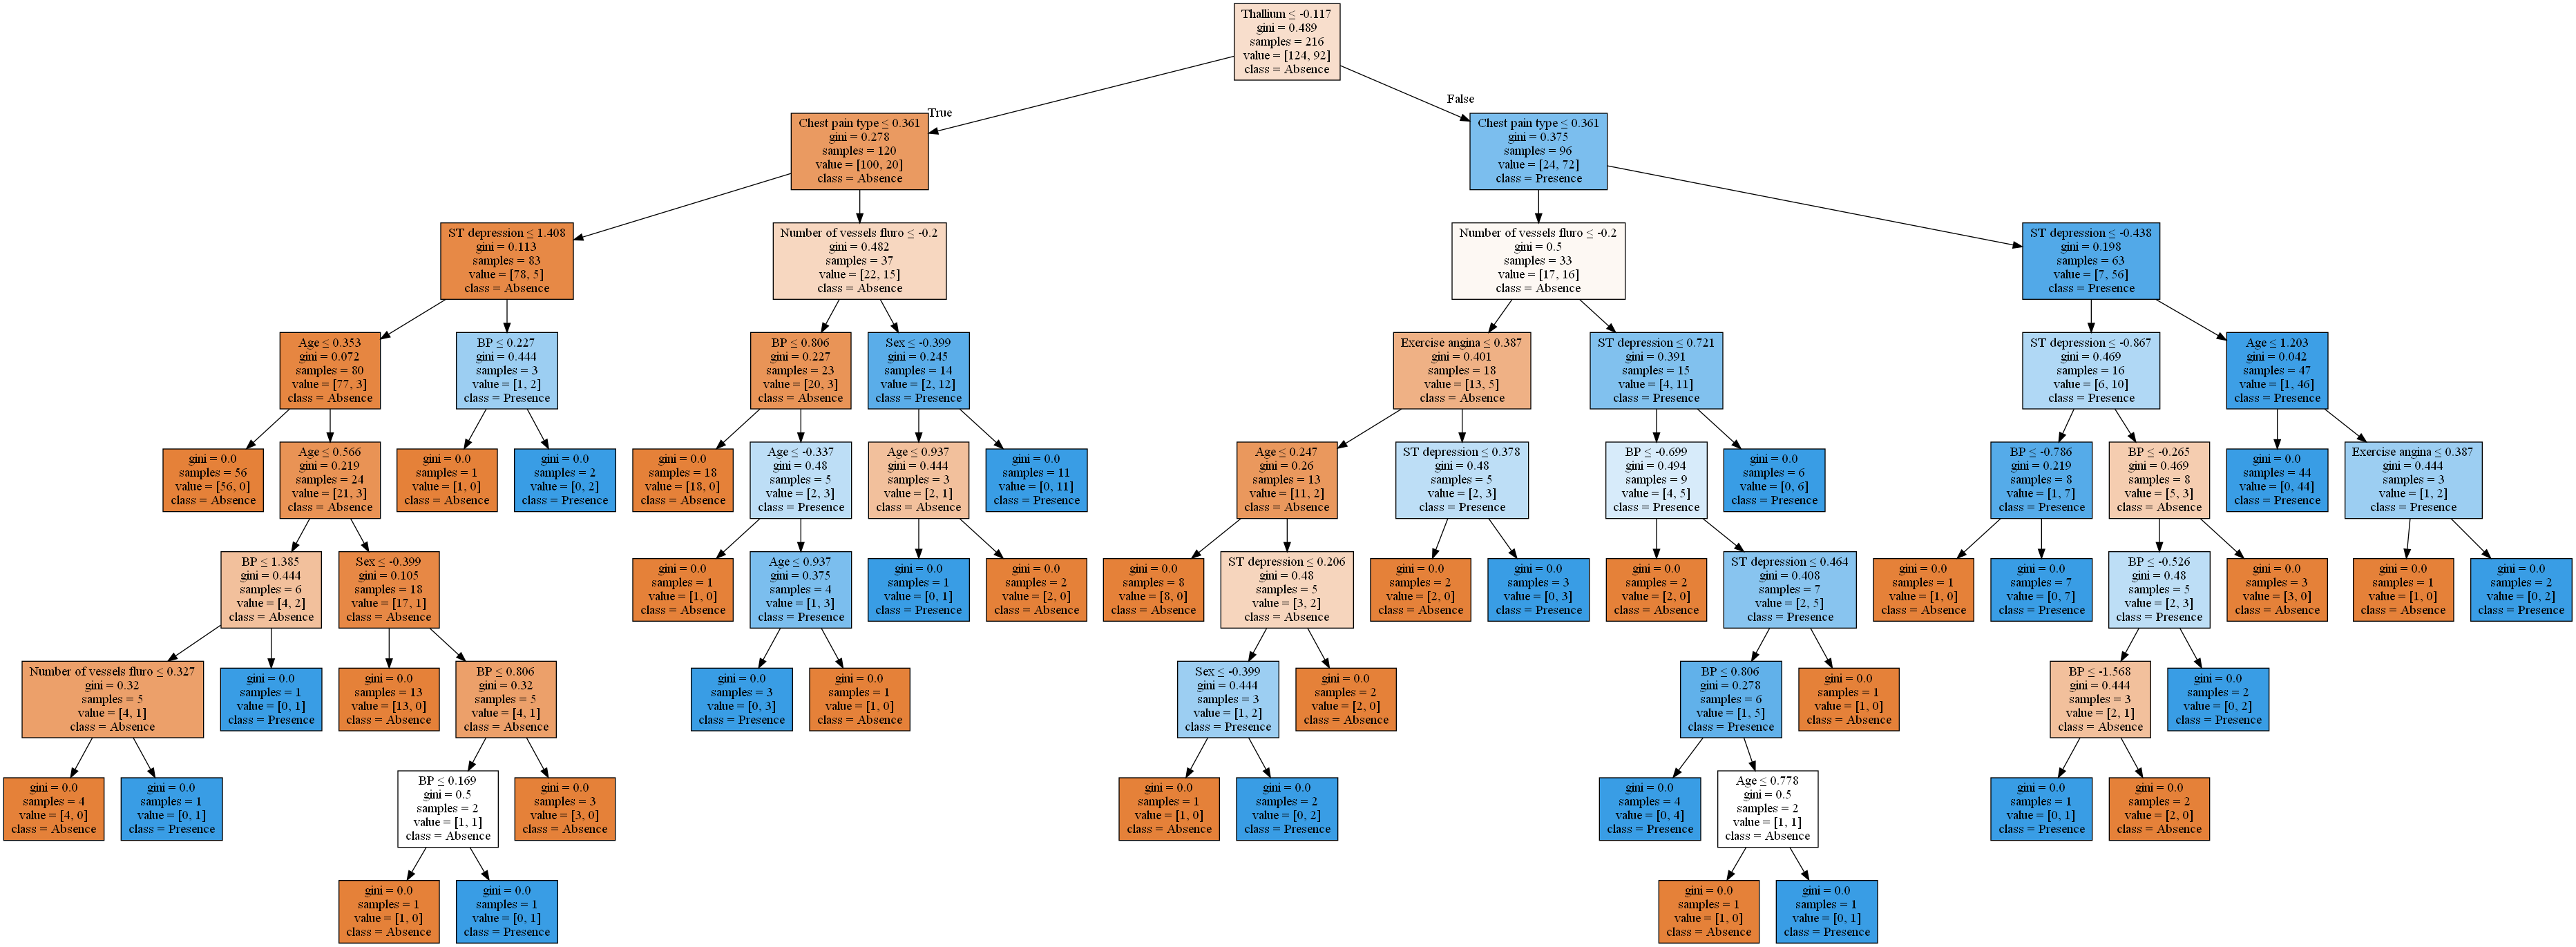 Thallium ≤ -0.117
gini = 0.489
samples = 216
value = [124, 92]
class = Absence
True
False
Chest pain type ≤ 0.361
gini = 0.278
samples = 120
value = [100, 20]
class = Absence
Chest pain type ≤ 0.361
gini = 0.375
samples = 96
value = [24, 72]
class = Presence
ST depression ≤ 1.408
gini = 0.113
samples = 83
value = [78, 5]
class = Absence
Number of vessels fluro ≤ -0.2
gini = 0.482
samples = 37
value = [22, 15]
class = Absence
Number of vessels fluro ≤ -0.2
gini = 0.5
samples = 33
value = [17, 16]
class = Absence
ST depression ≤ -0.438
gini = 0.198
samples = 63
value = [7, 56]
class = Presence
Age ≤ 0.353
gini = 0.072
samples = 80
value = [77, 3]
class = Absence
BP ≤ 0.227
gini = 0.444
samples = 3
value = [1, 2]
class = Presence
BP ≤ 0.806
gini = 0.227
samples = 23
value = [20, 3]
class = Absence
Sex ≤ -0.399
gini = 0.245
samples = 14
value = [2, 12]
class = Presence
Exercise angina ≤ 0.387
gini = 0.401
samples = 18
value = [13, 5]
class = Absence
ST depression ≤ 0.721
gini = 0.391
samples = 15
value = [4, 11]
class = Presence
ST depression ≤ -0.867
gini = 0.469
samples = 16
value = [6, 10]
class = Presence
Age ≤ 1.203
gini = 0.042
samples = 47
value = [1, 46]
class = Presence
gini = 0.0
samples = 56
value = [56, 0]
class = Absence
Age ≤ 0.566
gini = 0.219
samples = 24
value = [21, 3]
class = Absence
gini = 0.0
samples = 1
value = [1, 0]
class = Absence
gini = 0.0
samples = 2
value = [0, 2]
class = Presence
gini = 0.0
samples = 18
value = [18, 0]
class = Absence
Age ≤ -0.337
gini = 0.48
samples = 5
value = [2, 3]
class = Presence
Age ≤ 0.937
gini = 0.444
samples = 3
value = [2, 1]
class = Absence
gini = 0.0
samples = 11
value = [0, 11]
class = Presence
Age ≤ 0.247
gini = 0.26
samples = 13
value = [11, 2]
class = Absence
ST depression ≤ 0.378
gini = 0.48
samples = 5
value = [2, 3]
class = Presence
BP ≤ -0.699
gini = 0.494
samples = 9
value = [4, 5]
class = Presence
gini = 0.0
samples = 6
value = [0, 6]
class = Presence
BP ≤ -0.786
gini = 0.219
samples = 8
value = [1, 7]
class = Presence
BP ≤ -0.265
gini = 0.469
samples = 8
value = [5, 3]
class = Absence
gini = 0.0
samples = 44
value = [0, 44]
class = Presence
Exercise angina ≤ 0.387
gini = 0.444
samples = 3
value = [1, 2]
class = Presence
BP ≤ 1.385
gini = 0.444
samples = 6
value = [4, 2]
class = Absence
Sex ≤ -0.399
gini = 0.105
samples = 18
value = [17, 1]
class = Absence
gini = 0.0
samples = 1
value = [1, 0]
class = Absence
Age ≤ 0.937
gini = 0.375
samples = 4
value = [1, 3]
class = Presence
gini = 0.0
samples = 1
value = [0, 1]
class = Presence
gini = 0.0
samples = 2
value = [2, 0]
class = Absence
gini = 0.0
samples = 8
value = [8, 0]
class = Absence
ST depression ≤ 0.206
gini = 0.48
samples = 5
value = [3, 2]
class = Absence
gini = 0.0
samples = 2
value = [2, 0]
class = Absence
gini = 0.0
samples = 3
value = [0, 3]
class = Presence
gini = 0.0
samples = 2
value = [2, 0]
class = Absence
ST depression ≤ 0.464
gini = 0.408
samples = 7
value = [2, 5]
class = Presence
gini = 0.0
samples = 1
value = [1, 0]
class = Absence
gini = 0.0
samples = 7
value = [0, 7]
class = Presence
BP ≤ -0.526
gini = 0.48
samples = 5
value = [2, 3]
class = Presence
gini = 0.0
samples = 3
value = [3, 0]
class = Absence
gini = 0.0
samples = 1
value = [1, 0]
class = Absence
gini = 0.0
samples = 2
value = [0, 2]
class = Presence
Number of vessels fluro ≤ 0.327
gini = 0.32
samples = 5
value = [4, 1]
class = Absence
gini = 0.0
samples = 1
value = [0, 1]
class = Presence
gini = 0.0
samples = 13
value = [13, 0]
class = Absence
BP ≤ 0.806
gini = 0.32
samples = 5
value = [4, 1]
class = Absence
gini = 0.0
samples = 3
value = [0, 3]
class = Presence
gini = 0.0
samples = 1
value = [1, 0]
class = Absence
Sex ≤ -0.399
gini = 0.444
samples = 3
value = [1, 2]
class = Presence
gini = 0.0
samples = 2
value = [2, 0]
class = Absence
BP ≤ 0.806
gini = 0.278
samples = 6
value = [1, 5]
class = Presence
gini = 0.0
samples = 1
value = [1, 0]
class = Absence
BP ≤ -1.568
gini = 0.444
samples = 3
value = [2, 1]
class = Absence
gini = 0.0
samples = 2
value = [0, 2]
class = Presence
gini = 0.0
samples = 4
value = [4, 0]
class = Absence
gini = 0.0
samples = 1
value = [0, 1]
class = Presence
BP ≤ 0.169
gini = 0.5
samples = 2
value = [1, 1]
class = Absence
gini = 0.0
samples = 3
value = [3, 0]
class = Absence
gini = 0.0
samples = 1
value = [1, 0]
class = Absence
gini = 0.0
samples = 2
value = [0, 2]
class = Presence
gini = 0.0
samples = 4
value = [0, 4]
class = Presence
Age ≤ 0.778
gini = 0.5
samples = 2
value = [1, 1]
class = Absence
gini = 0.0
samples = 1
value = [0, 1]
class = Presence
gini = 0.0
samples = 2
value = [2, 0]
class = Absence
gini = 0.0
samples = 1
value = [1, 0]
class = Absence
gini = 0.0
samples = 1
value = [0, 1]
class = Presence
gini = 0.0
samples = 1
value = [1, 0]
class = Absence
gini = 0.0
samples = 1
value = [0, 1]
class = Presence